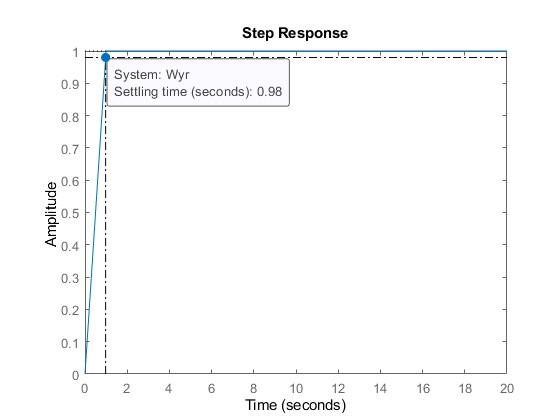 Step Response
1
0.9
0.8
0.7
0.6
0.5
0.4
0.3
0.2
0.1
0
System: Wyr
Settling time (seconds): 0.98
Amplitude
0 2 4 6 8 10 12 14 16 18 20
Time (seconds)